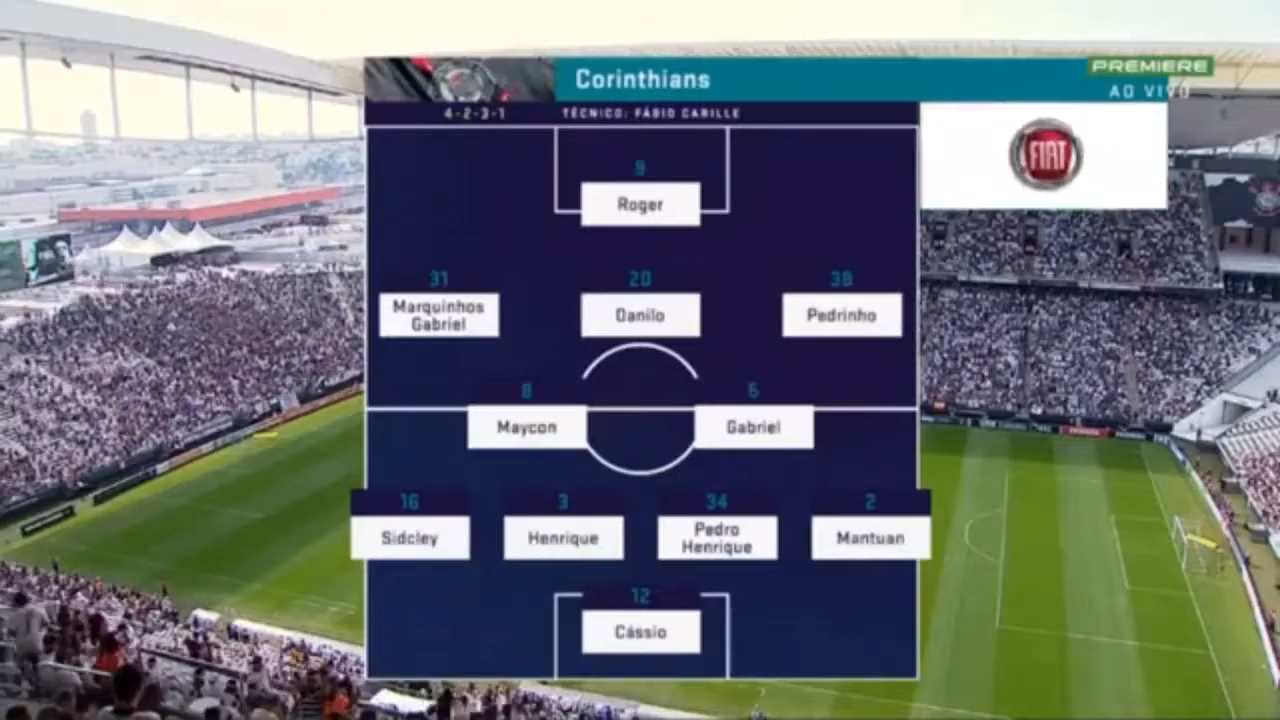 Corinthians
PREMIERE
AO VIVO
4-2-3-1 TÉCNICO: FÁBIO CARILLE
FIAT
9
Roger
31 20 38
Marquinhos
Gabriel
Danilo
Pedrinho
8 5
Maycon Gabriel
16 3 34 2
Sidcley
Henrique
Pedro
Henrique
Mantuan
12
Cássio